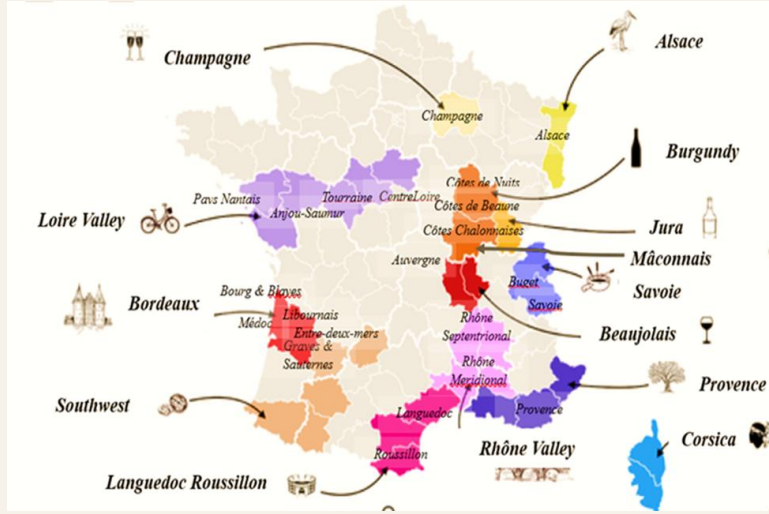 Champagne
Alsace
Champagne
Alsace
Burgundy
Côtes de Nuits
Pays Nantais
Tourraine
CentreLoire
Côtes de Beaune
Anjou-Saumur
Loire Valley
Côtes Chalonnaises
Jura
Mâconnais
Auvergne
Buget
Savoie
Savoie
Bourg & Blayes
Bordeaux
Libournais
Médoc
Entre-deux-mers
Graves &
Sauternes
Rhône
Septentrional
Beaujolais
Rhône
Meridional
Provence
Southwest
Languedoc
Provence
Roussillon
Rhône Valley
Corsica
Languedoc Roussillon